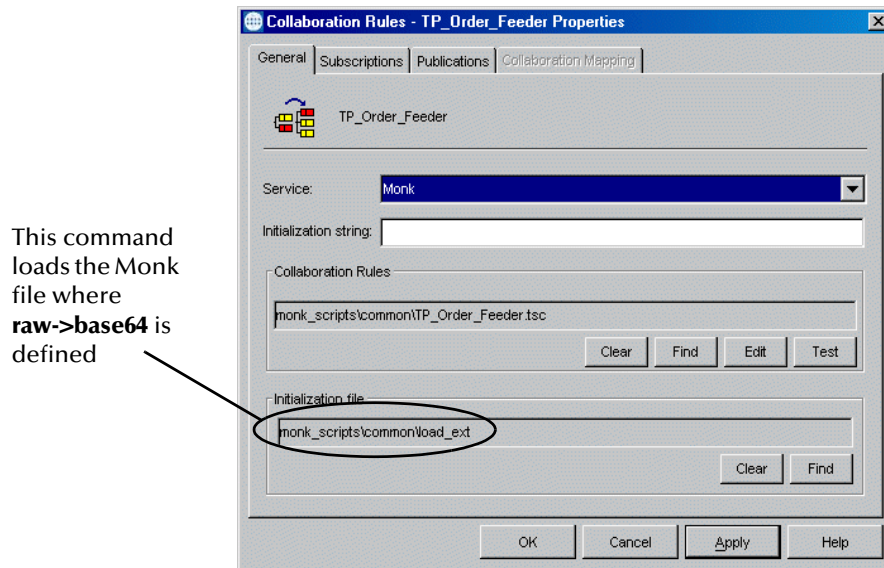 Collaboration Rules - TP_Order_Feeder Properties
General Subscriptions Publications Collaboration Mapping
TP_Order_Feeder
Service: Monk
Initialization string:
Collaboration Rules
monk_scripts\common\TP_Order_Feeder.tsc
Clear Find Edit Test
Initialization file
monk_scripts\common\load_ext
Clear Find
OK Cancel Apply Help
This command
loads the Monk
file where
raw->base64 is
defined